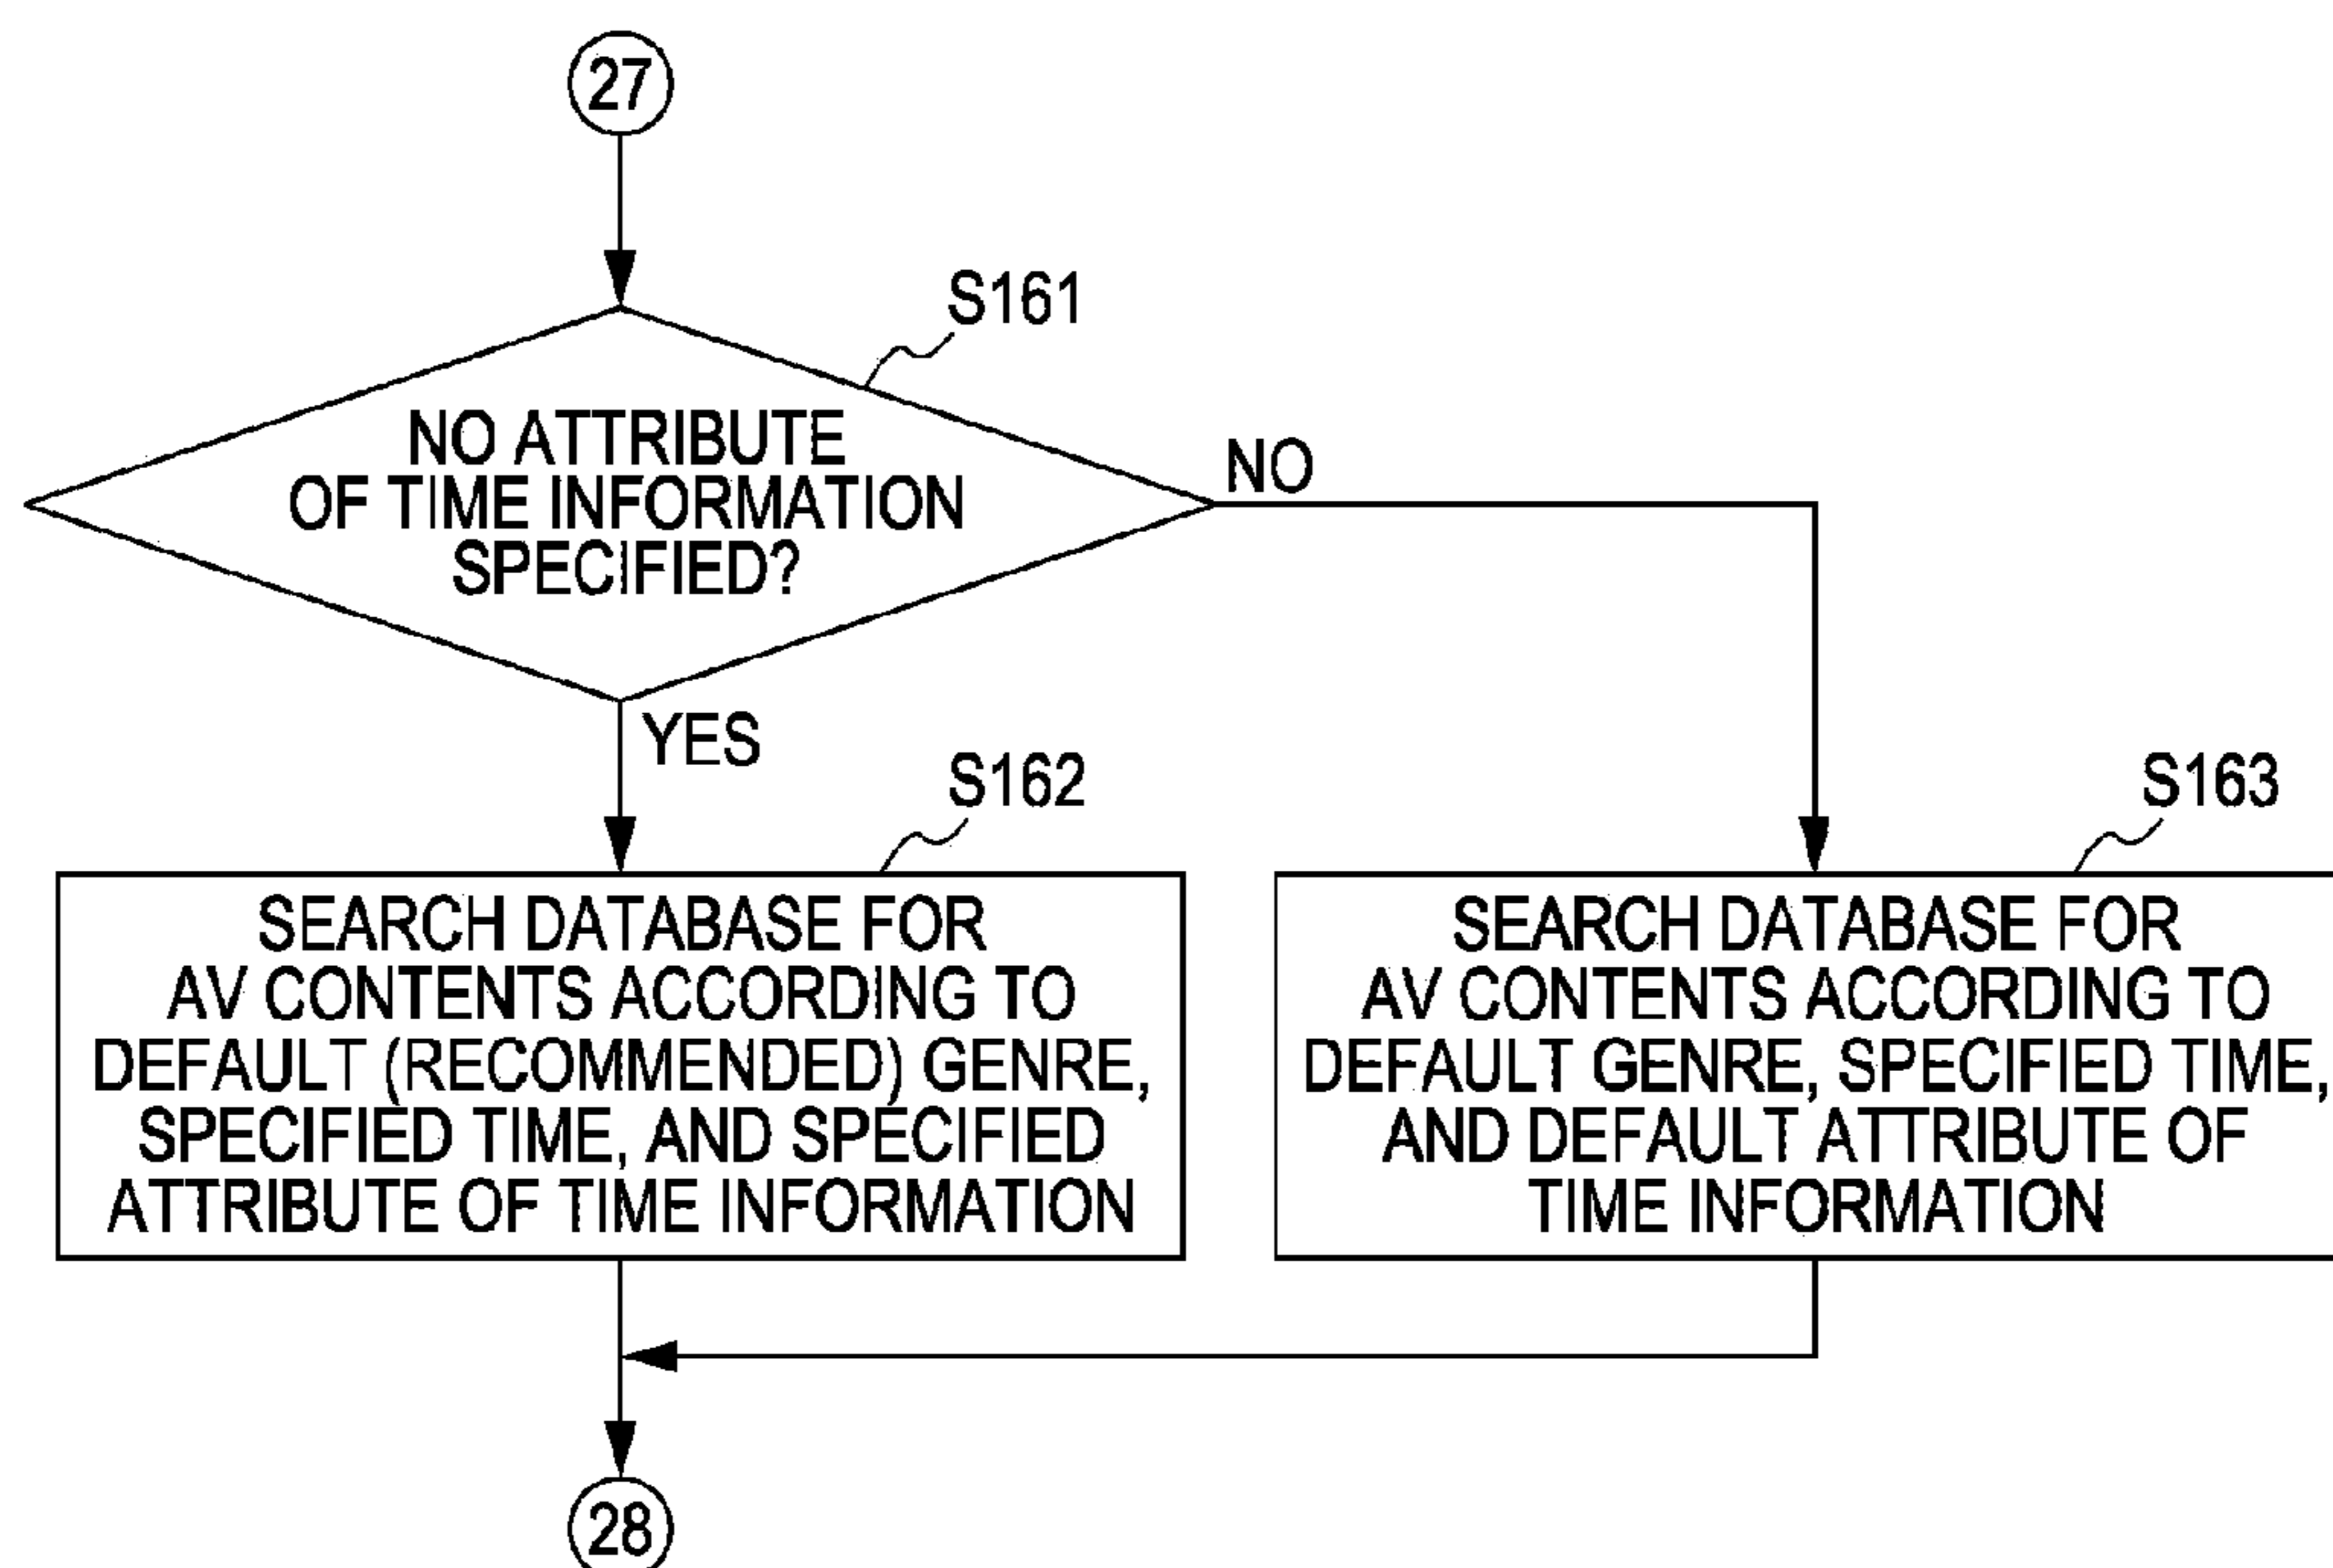 27
S161
NO ATTRIBUTE
OF TIME INFORMATION
SPECIFIED?
NO
YES
S162
SEARCH DATABASE FOR
AV CONTENTS ACCORDING TO
DEFAULT (RECOMMENDED) GENRE,
SPECIFIED TIME, AND SPECIFIED
ATTRIBUTE OF TIME INFORMATION
S163
SEARCH DATABASE FOR
AV CONTENTS ACCORDING TO
DEFAULT GENRE, SPECIFIED TIME,
AND DEFAULT ATTRIBUTE OF
TIME INFORMATION
28